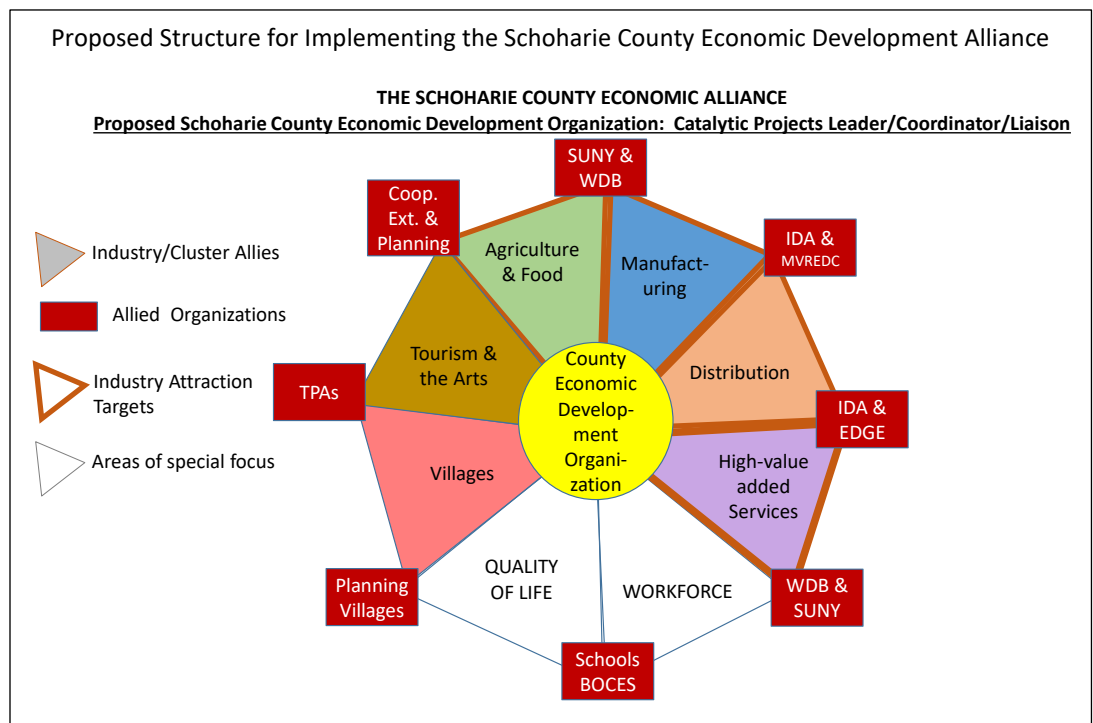 Proposed Structure for Implementing the Schoharie County Economic Development Alliance
THE SCHOHARIE COUNTY ECONOMIC ALLIANCE
Proposed Schoharie County Economic Development Organization: Catalytic Projects Leader/Coordinator/Liaison
SUNY &
WDB
Coop.
Ext. &
Planning
IDA &
MVREDC
Industry/Cluster Allies
Agriculture
& Food
Manufact-
uring
Allied Organizations
Industry Attraction
Targets
Tourism &
the Arts
County
Economic
Develop-
ment
Organi-
zation
Distribution
TPAs
IDA &
EDGE
Areas of special focus
Villages
High-value
added
Services
QUALITY
OF LIFE
WORKFORCE
Planning
Villages
WDB &
SUNY
Schools
BOCES